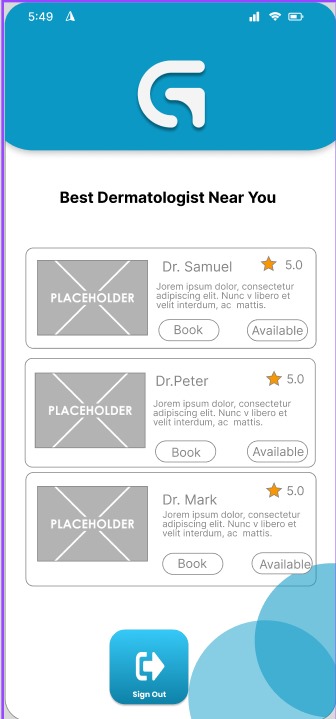 5:49
Best Dermatologist Near You
PLACEHOLDER
Dr. Samuel
5.0
Jorem ipsum dolor, consectetur
adipiscing elit. Nunc v libero et
velit interdum, ac mattis.
Book
Available
PLACEHOLDER
Dr.Peter
5.0
Jorem ipsum dolor, consectetur
adipiscing elit. Nunc v libero et
velit interdum, ac mattis.
Book
Available
PLACEHOLDER
Dr. Mark
5.0
Jorem ipsum dolor, consectetur
adipiscing elit. Nunc v libero et
velit interdum, ac mattis.
Book
Available
Sign Out